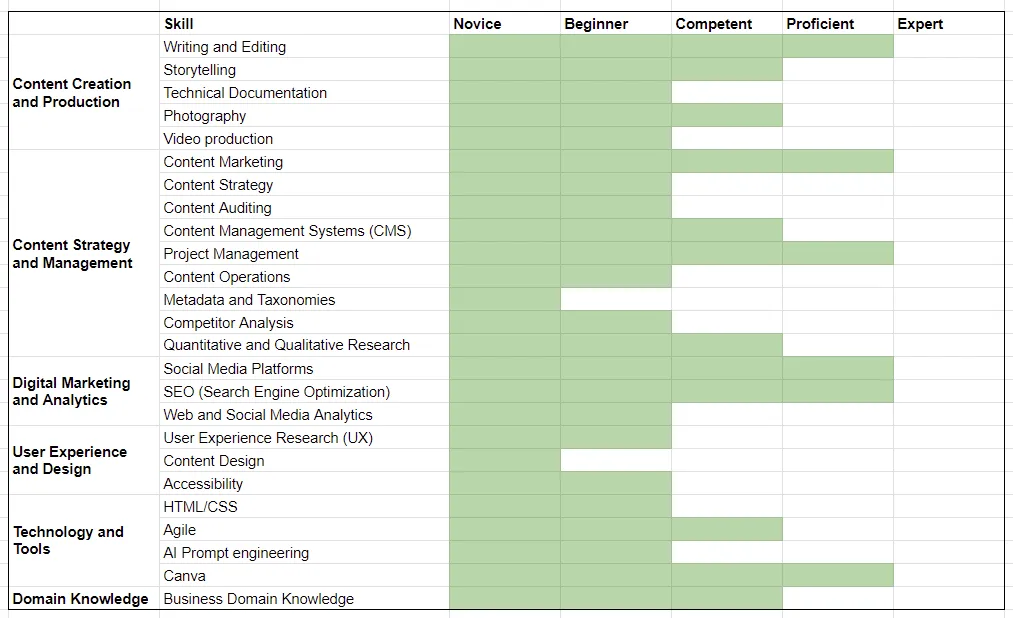 Skill Novice Beginner Competent Proficient Expert
Content Creation
and Production
Writing and Editing
Storytelling
Technical Documentation
Photography
Video production
Content Strategy
and Management
Content Marketing
Content Strategy
Content Auditing
Content Management Systems (CMS)
Project Management
Content Operations
Metadata and Taxonomies
Competitor Analysis
Quantitative and Qualitative Research
Digital Marketing
and Analytics
Social Media Platforms
SEO (Search Engine Optimization)
Web and Social Media Analytics
User Experience
and Design
User Experience Research (UX)
Content Design
Accessibility
Technology and
Tools
HTML/CSS
Agile
AI Prompt engineering
Canva
Domain Knowledge Business Domain Knowledge